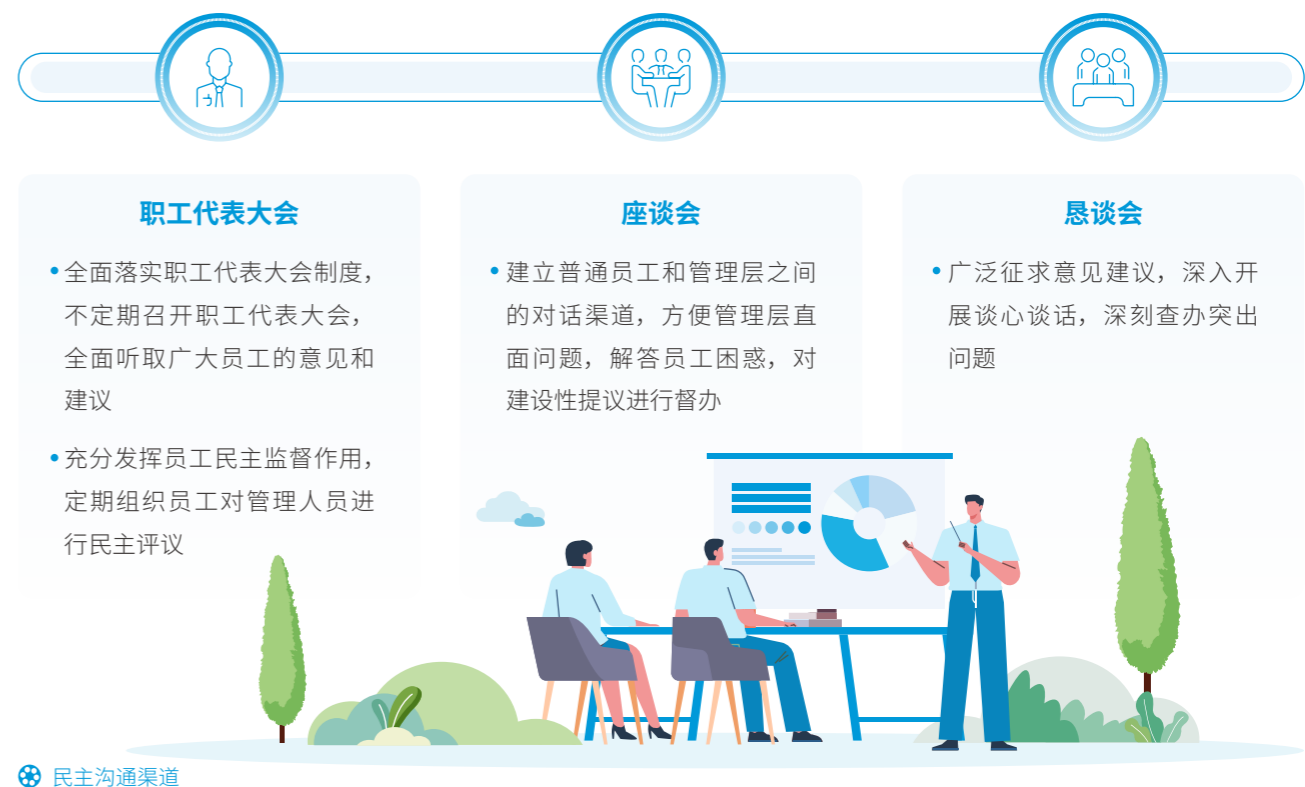 职工代表大会
全面落实职工代表大会制度，
不定期召开职工代表大会，
全面听取广大员工的意见和
建议
充分发挥员工民主监督作用，
定期组织员工对管理人员进
行民主评议
座谈会
建立普通员工和管理层之间
的对话渠道，方便管理层直
面问题，解答员工困惑，对
建设性提议进行督办
恳谈会
广泛征求意见建议，深入开
展谈心谈话，深刻查办突出
问题
民主沟通渠道